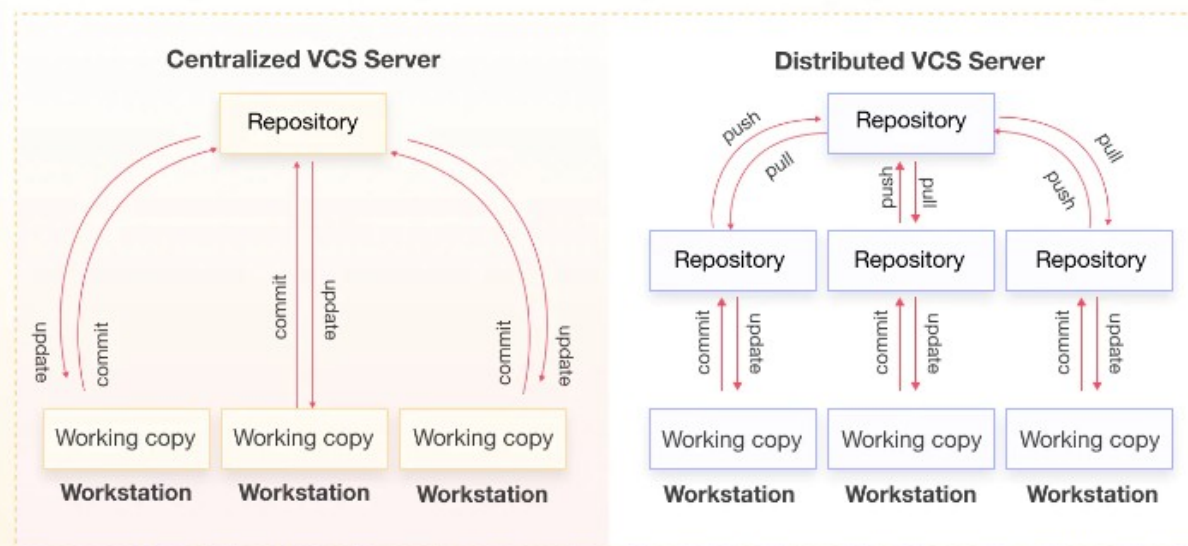 Centralized VCS Server
Repository
update
commit
commit
update
commit
update
Working copy
Working copy
Working copy
Workstation
Workstation
Workstation
Distributed VCS Server
Repository
push
pull
push
pull
push
pull
Repository
Repository
Repository
commit
update
commit
update
commit
update
Working copy
Working copy
Working copy
Workstation
Workstation
Workstation